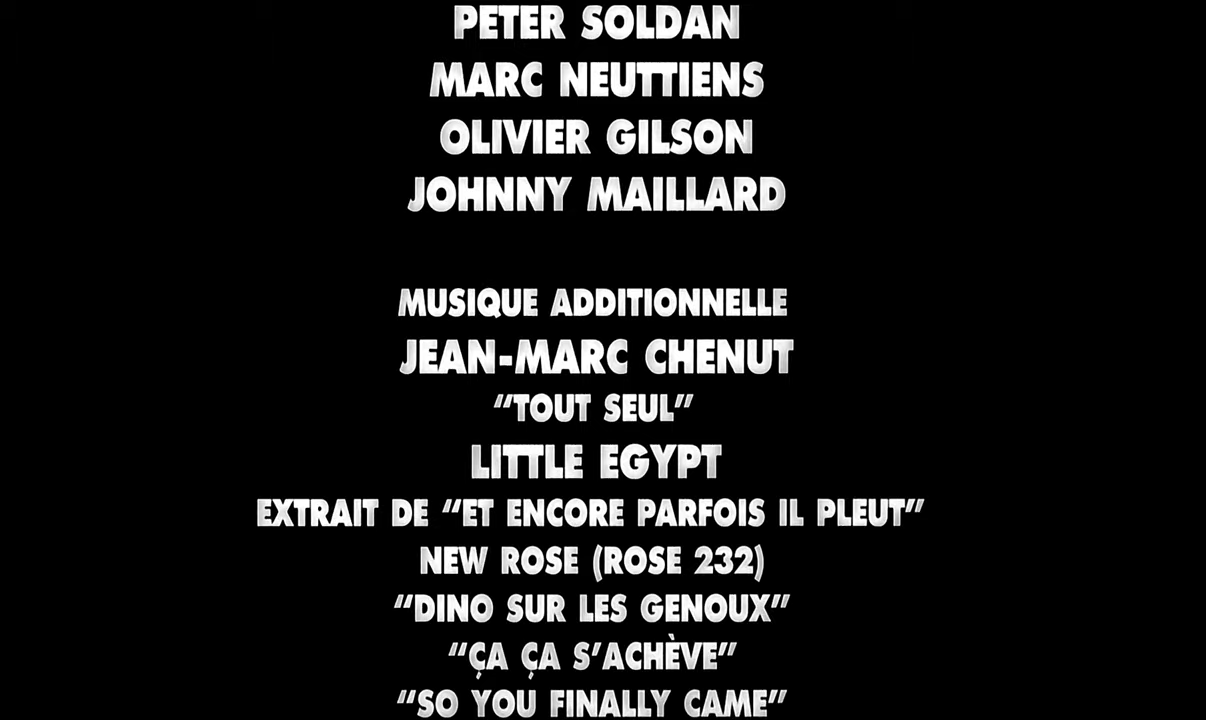 PETER SOLDAN
MARC NEUTTIENS
OLIVIER GILSON
JOHNNY MAILLARD
MUSIQUE ADDITIONNELLE
JEAN-MARC CHENUT
“TOUT SEUL”
LITTLE EGYPT
EXTRAIT DE “ET ENCORE PARFOIS IL PLEUT”
NEW ROSE (ROSE 232)
“DINO SUR LES GENOUX”
“ÇA ÇA S’ACHÈVE”
“SO YOU FINALLY CAME”